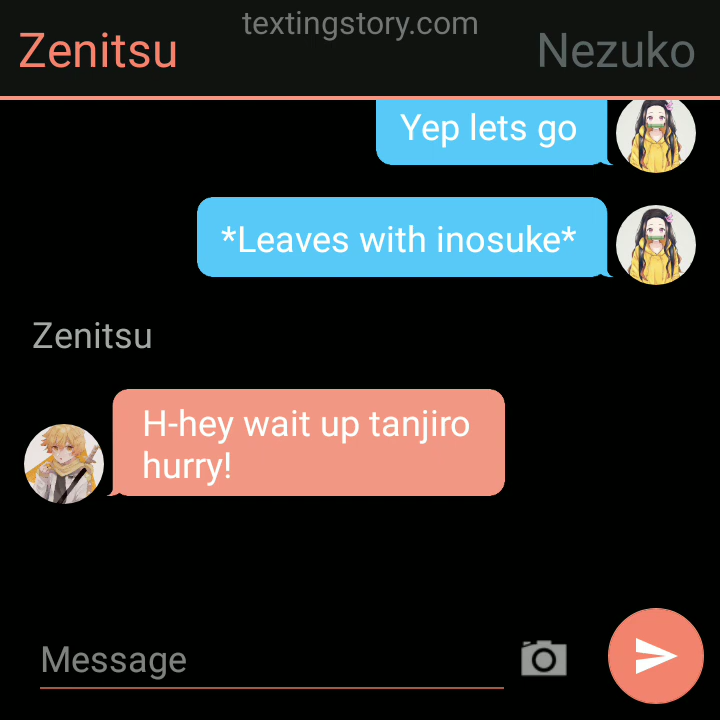 textingstory.com
Zenitsu
Nezuko
Yep lets go
*Leaves with inosuke*
Zenitsu
H-hey wait up tanjiro
hurry!
Message